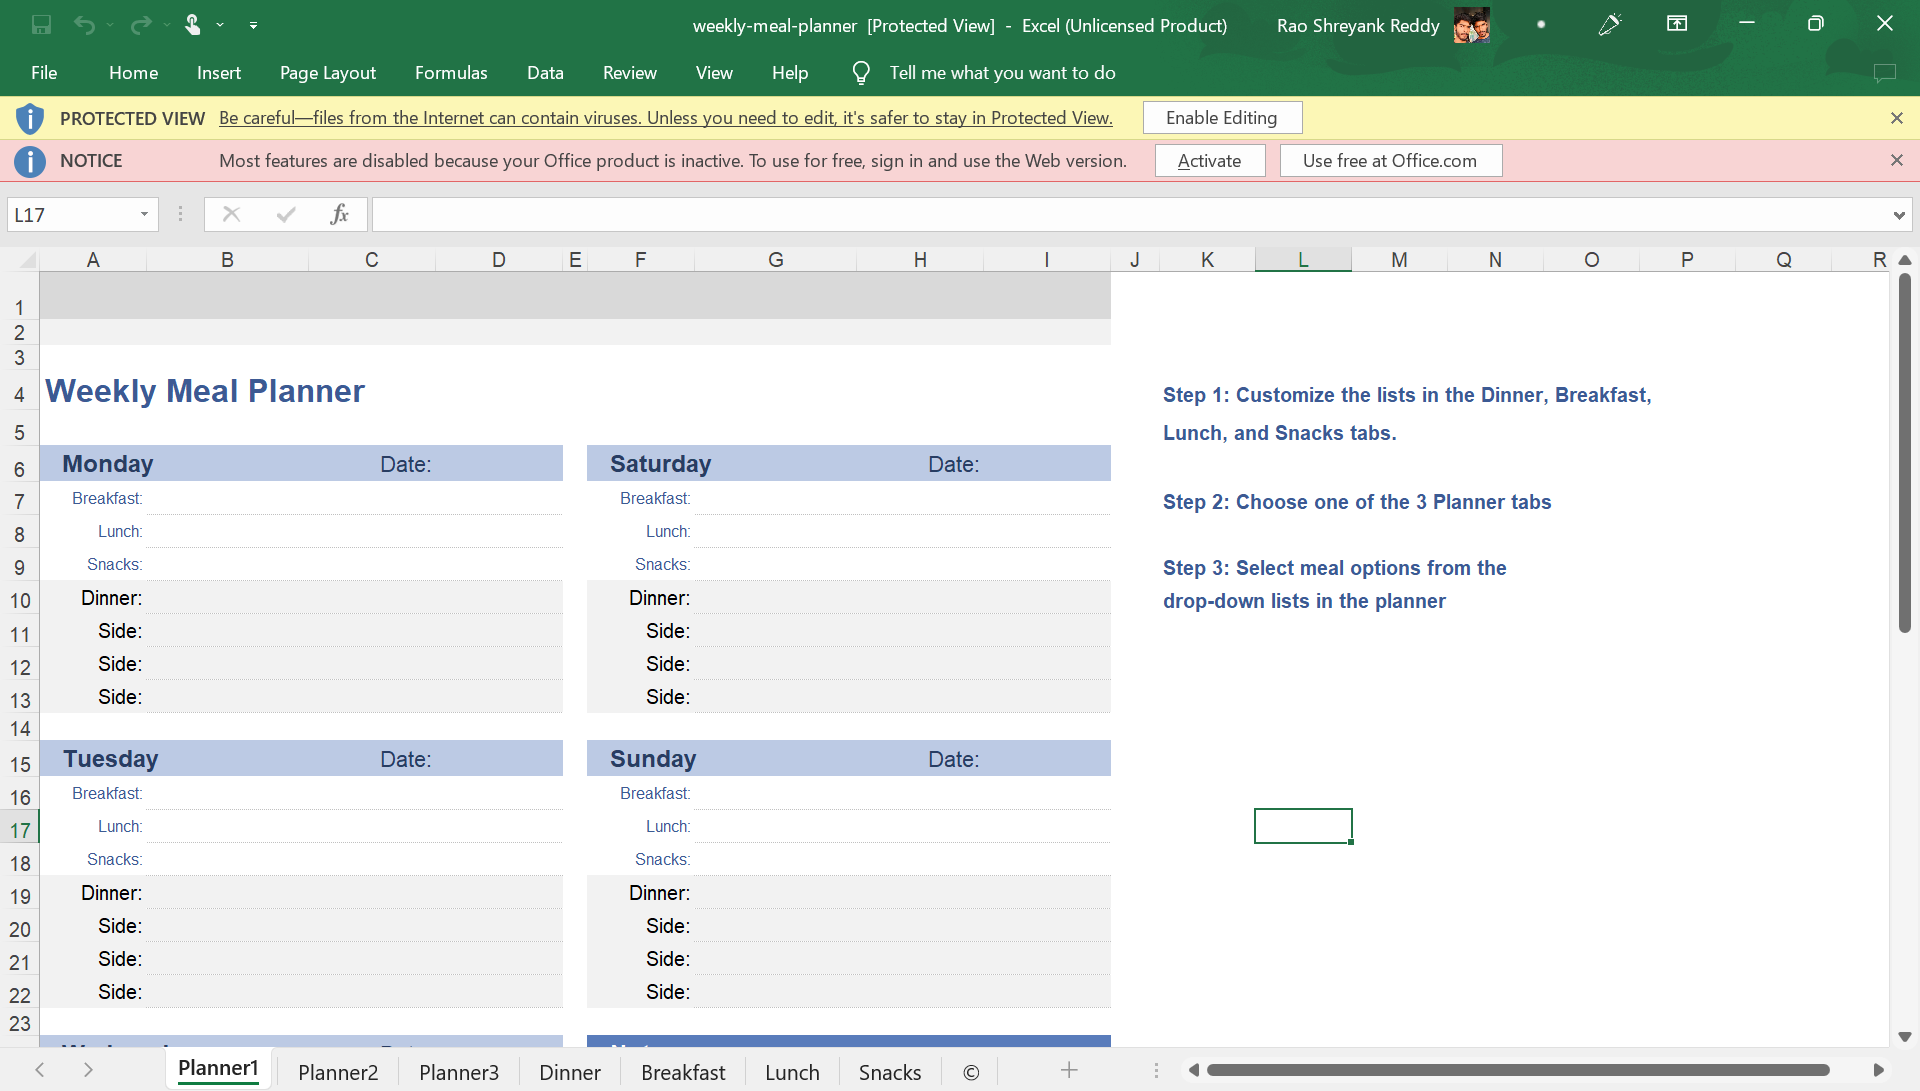 weekly-meal-planner [Protected View] - Excel (Unlicensed Product) Rao Shreyank Reddy
File Home Insert Page Layout Formulas Data Review View Help Tell me what you want to do
PROTECTED VIEW Be careful—files from the Internet can contain viruses. Unless you need to edit, it's safer to stay in Protected View. Enable Editing
NOTICE Most features are disabled because your Office product is inactive. To use for free, sign in and use the Web version. Activate Use free at Office.com
L17 fx
A B C D E F G H I J K L M N O P Q R
1
2
3
4 Weekly Meal Planner Step 1: Customize the lists in the Dinner, Breakfast,
5 Lunch, and Snacks tabs.
6 Monday Date: Saturday Date:
7 Breakfast: Breakfast: Step 2: Choose one of the 3 Planner tabs
8 Lunch: Lunch:
9 Snacks: Snacks: Step 3: Select meal options from the
10 Dinner: Dinner: drop-down lists in the planner
11 Side: Side:
12 Side: Side:
13 Side: Side:
14
15 Tuesday Date: Sunday Date:
16 Breakfast: Breakfast:
17 Lunch: Lunch:
18 Snacks: Snacks:
19 Dinner: Dinner:
20 Side: Side:
21 Side: Side:
22 Side: Side:
23
Planner1 Planner2 Planner3 Dinner Breakfast Lunch Snacks ©